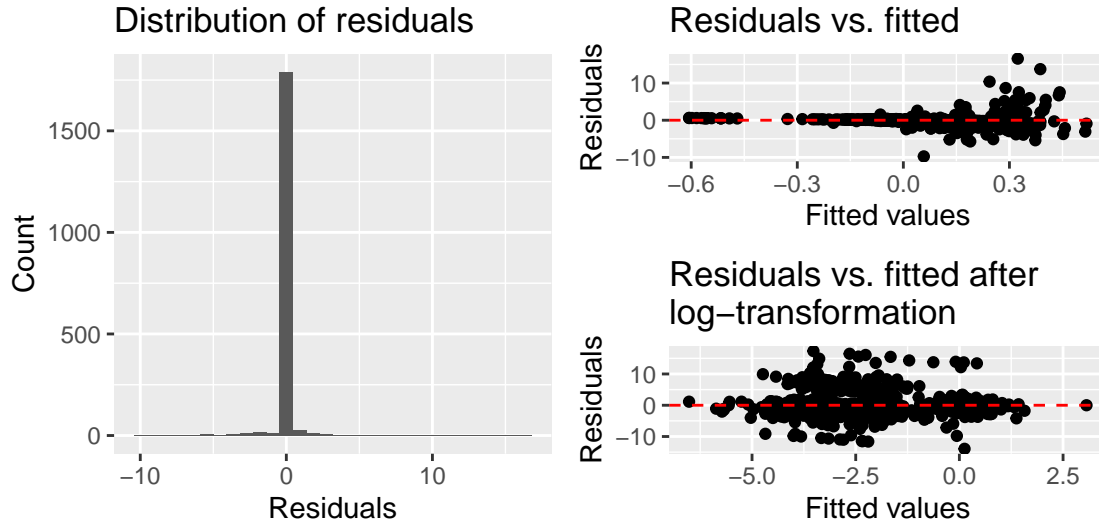 Distribution of residuals
1500
1000
500
0
−10
0
10
Count
Residuals
Residuals vs. fitted
10
0
−10
−0.6
−0.3
0.0
0.3
Residuals
Fitted values
Residuals vs. fitted after
log−transformation
10
0
−10
−5.0
−2.5
0.0
2.5
Residuals
Fitted values